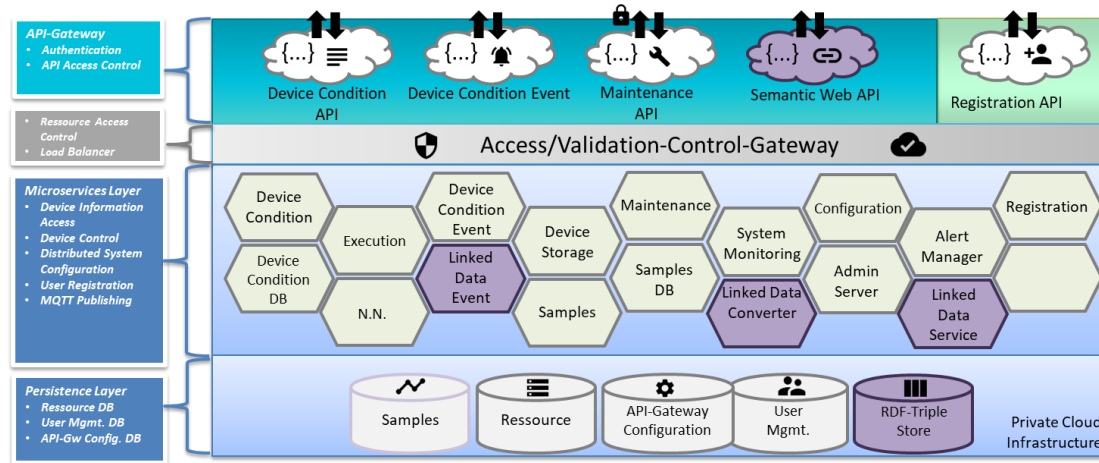 API-Gateway
• Authentication
• API Access Control
{...}
{...}
{...}
{...}
{...}
Device Condition
API
Device Condition Event
Maintenance
API
Semantic Web API
Registration API
• Ressource Access
Control
• Load Balancer
Access/Validation-Control-Gateway
Microservices Layer
• Device Information
Access
• Device Control
• Distributed System
Configuration
• User Registration
• MQTT Publishing
Device
Condition
Device
Condition
DB
Execution
N.N.
Device
Condition
Event
Linked
Data
Event
Device
Storage
Samples
Maintenance
Samples
DB
System
Monitoring
Linked Data
Converter
Configuration
Admin
Server
Alert
Manager
Linked
Data
Service
Registration
Persistence Layer
• Ressource DB
• User Mgmt. DB
• API-Gw Config. DB
Samples
Ressource
API-Gateway
Configuration
User
Mgmt.
RDF-Triple
Store
Private Cloud
Infrastructure